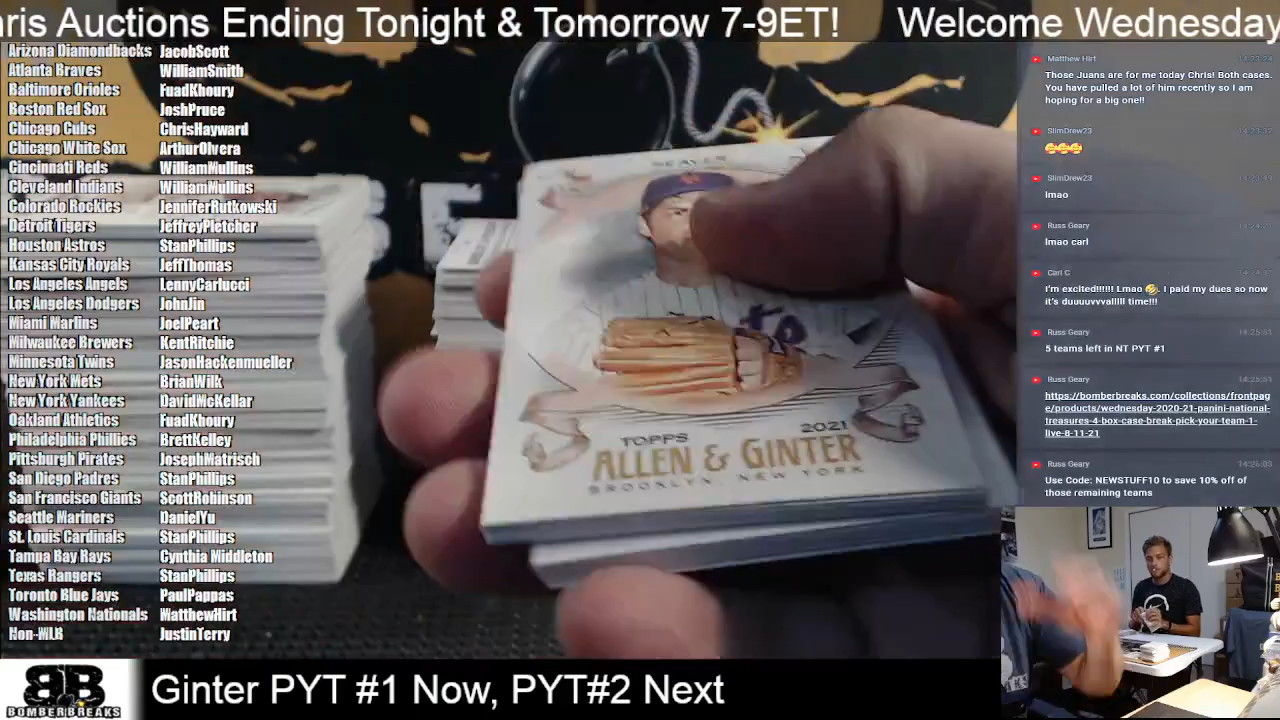 ris Auctions Ending Tonight & Tomorrow 7-9ET! Welcome Wednesday
Arizona Diamondbacks JacobScott
Atlanta Braves WilliamSmith
Baltimore Orioles FuadKhoury
Boston Red Sox JoshPruce
Chicago Cubs ChrisHayward
Chicago White Sox ArthurOlvera
Cincinnati Reds WilliamMullins
Cleveland Indians WilliamMullins
Colorado Rockies JenniferRutkowski
Detroit Tigers JeffreyPletcher
Houston Astros StanPhillips
Kansas City Royals JeffThomas
Los Angeles Angels LennyCarlucci
Los Angeles Dodgers JohnJin
Miami Marlins JoelPeart
Milwaukee Brewers KentRitchie
Minnesota Twins JasonHackenmueller
New York Mets BrianWilk
New York Yankees DavidMcKellar
Oakland Athletics FuadKhoury
Philadelphia Phillies BrettKelley
Pittsburgh Pirates JosephMatrisch
San Diego Padres StanPhillips
San Francisco Giants ScottRobinson
Seattle Mariners DanielYu
St. Louis Cardinals StanPhillips
Tampa Bay Rays Cynthia Middleton
Texas Rangers StanPhillips
Toronto Blue Jays PaulPappas
Washington Nationals MatthewHirt
Non-MLB JustinTerry
TOPPS 2021
ALLEN & GINTER
BROOKLYN, NEW YORK
Matthew Hirt
Those Juans are for me today Chris! Both cases.
You have pulled a lot of him recently so I am
hoping for a big one!!
SlimDrew23
SlimDrew23
lmao
Russ Geary
lmao carl
Carl C
I'm excited!!!!!! Lmao 🤣. I paid my dues so now
it's duuuuvvvalllll time!!!
Russ Geary
5 teams left in NT PYT #1
Russ Geary
https://bomberbreaks.com/collections/frontpag
e/products/wednesday-2020-21-panini-national-
treasures-4-box-case-break-pick-your-team-1-
live-8-11-21
Russ Geary
Use Code: NEWSTUFF10 to save 10% off of
those remaining teams
BB
BOMBERBREAKS
Ginter PYT #1 Now, PYT#2 Next